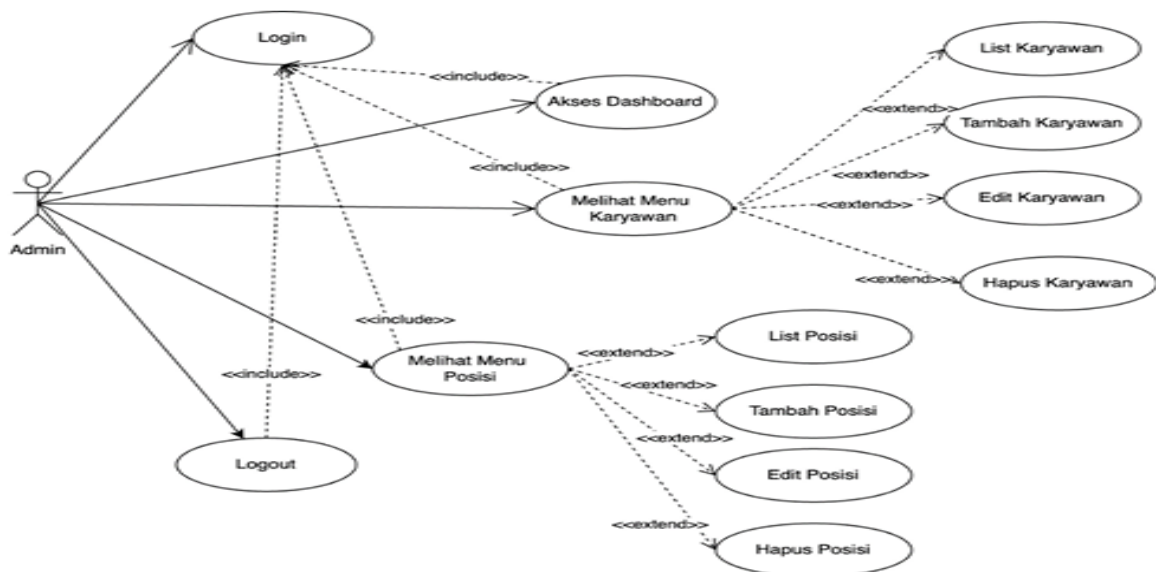 Login
<<include>>
Akses Dashboard
List Karyawan
<<extend>>
Tambah Karyawan
<<include>>
<<extend>>
Melihat Menu
Karyawan
<<extend>>
Edit Karyawan
Admin
<<extend>>
Hapus Karyawan
<<include>>
Melihat Menu
Posisi
<<extend>>
List Posisi
<<include>>
<<extend>>
Tambah Posisi
<<extend>>
Edit Posisi
Logout
<<extend>>
Hapus Posisi